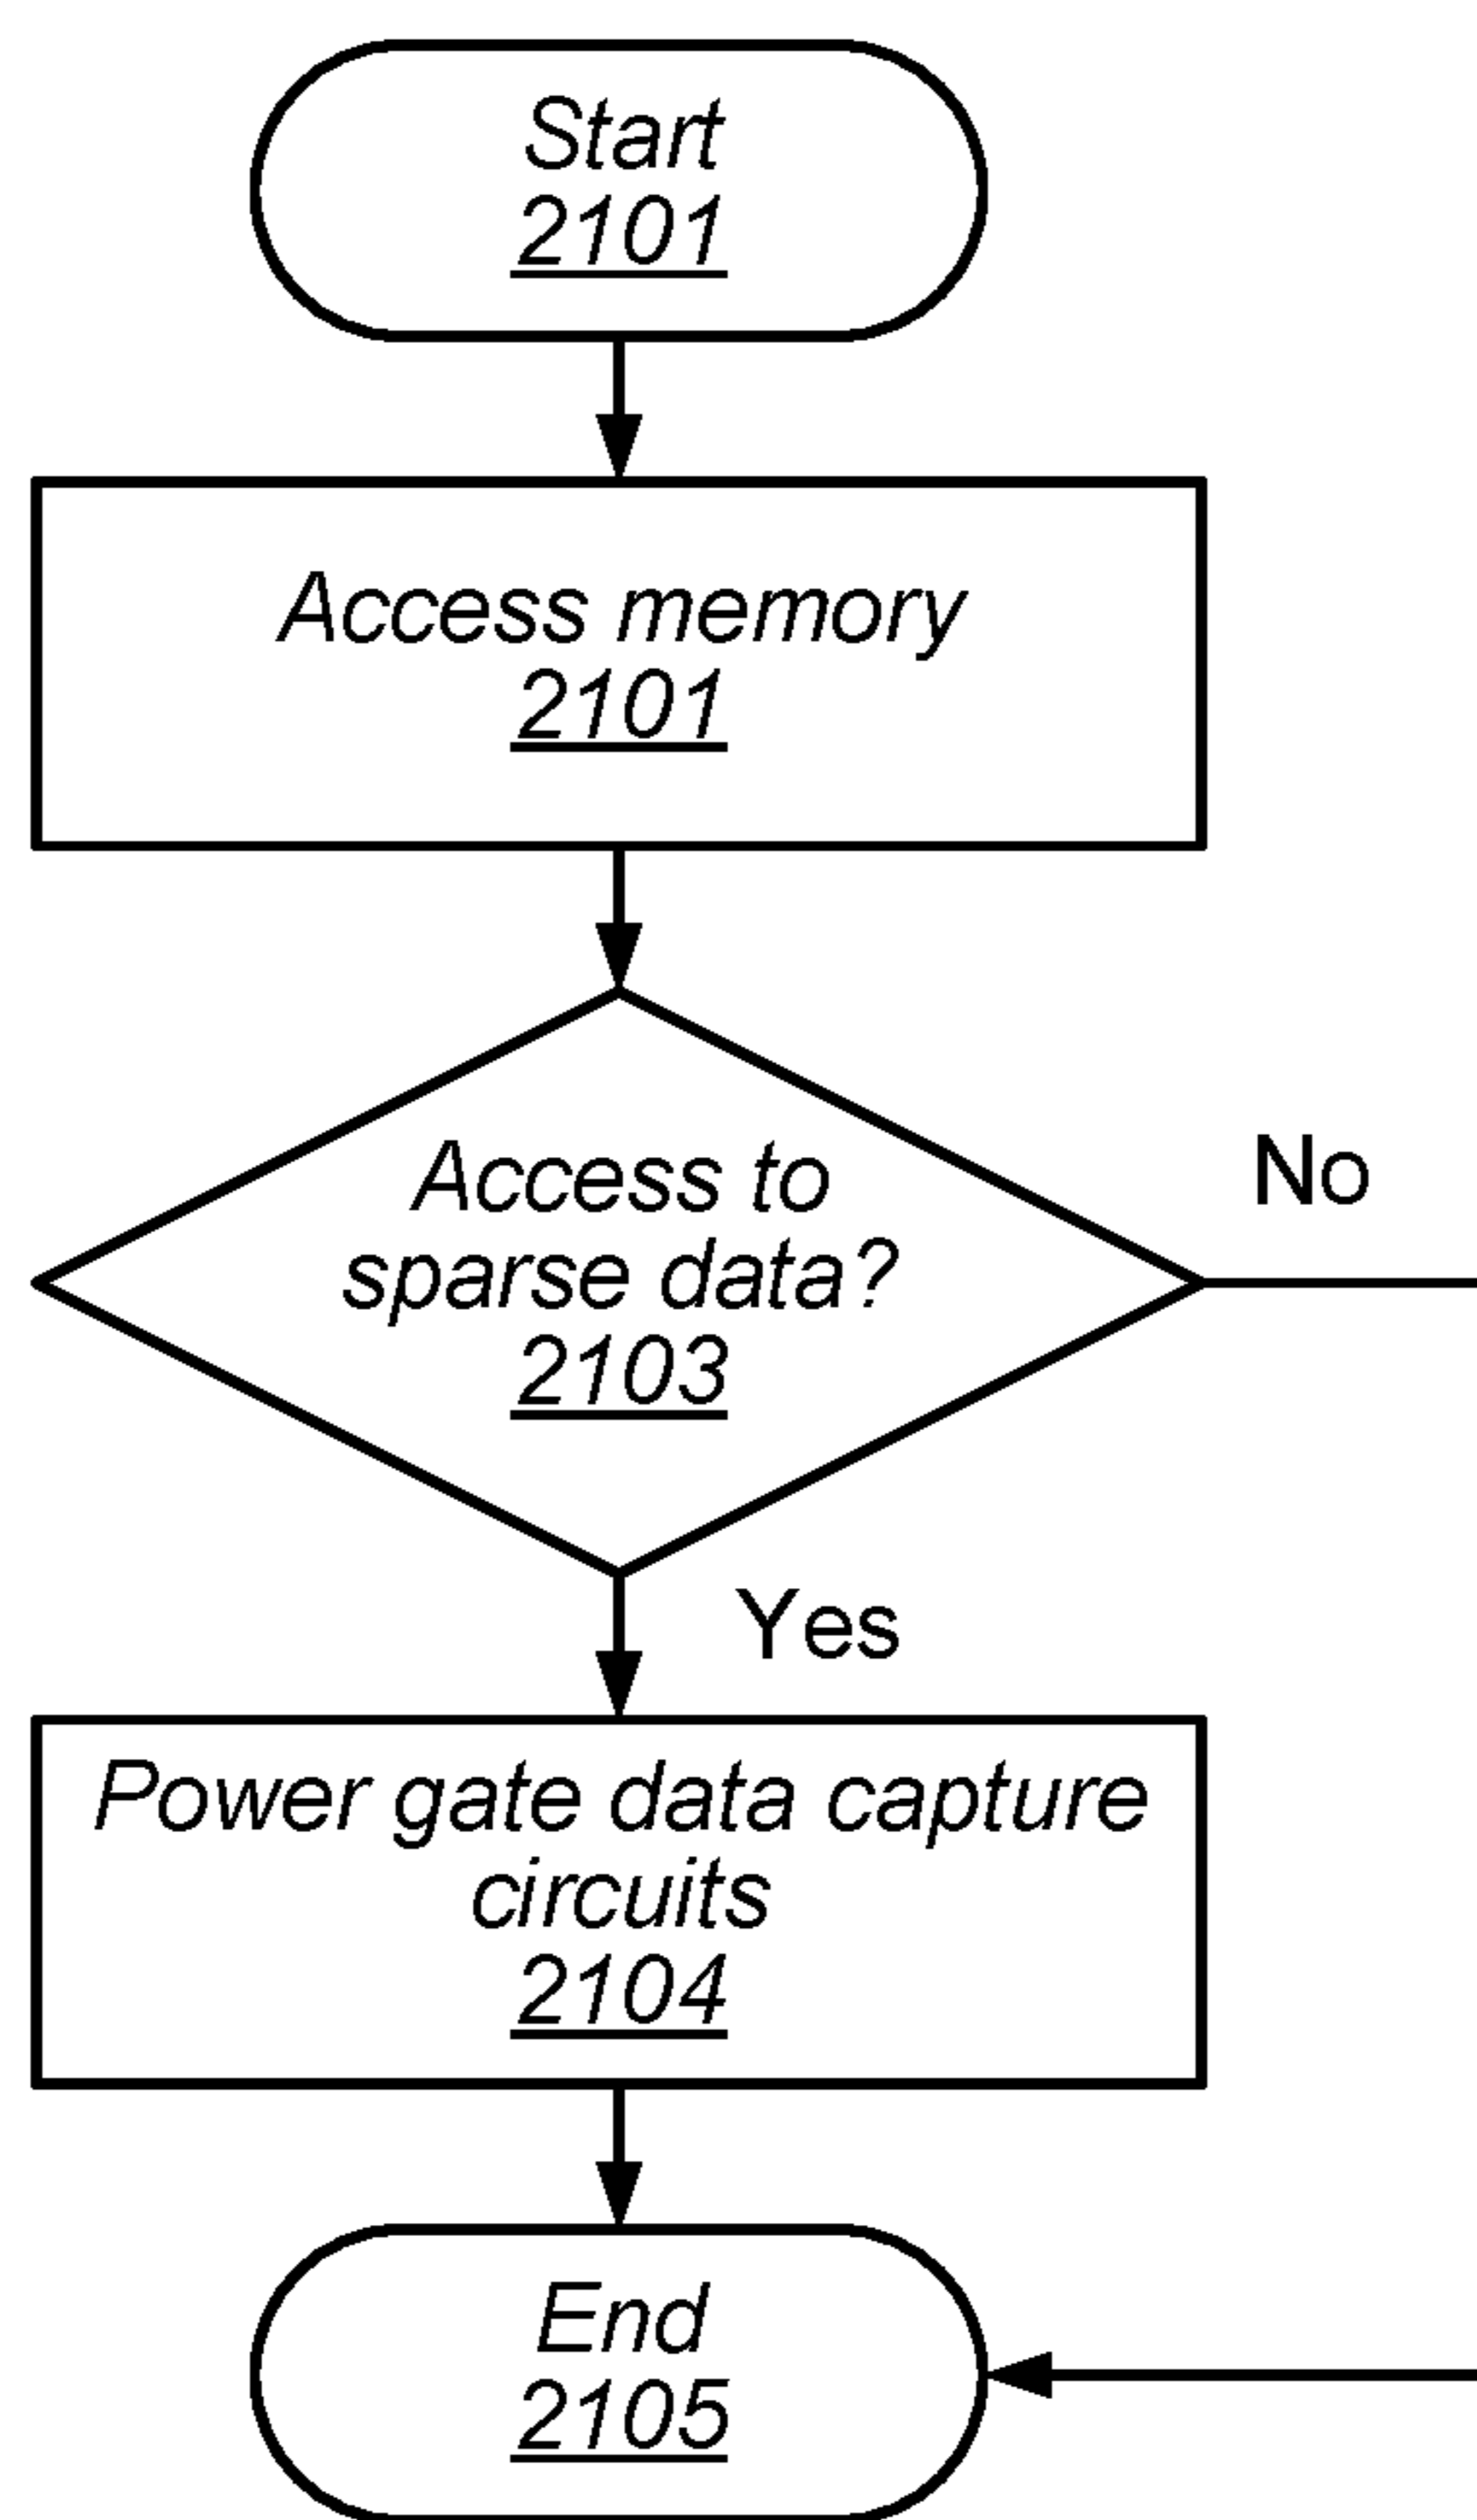 Start
2101
Access memory
2101
Access to
sparse data?
2103
No
Yes
Power gate data capture
circuits
2104
End
2105